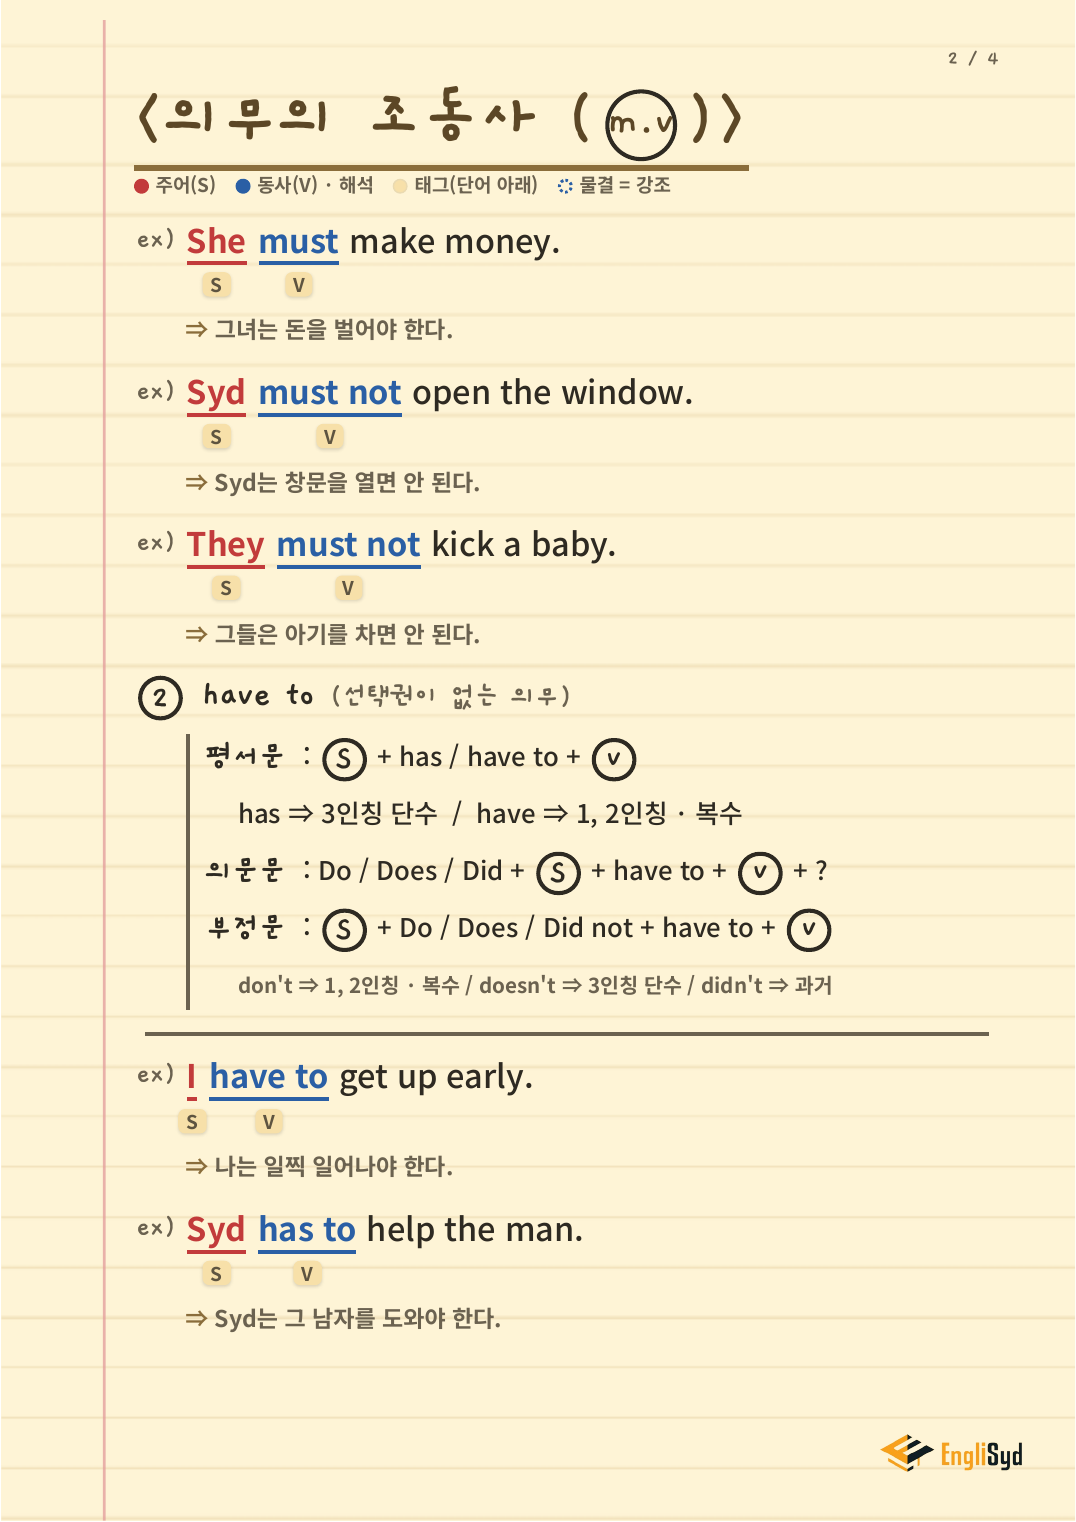 2 / 4
<의무의 조동사 (m.v)>
주어(S) 동사(V) · 해석 태그(단어 아래) 물결 = 강조
ex) She must make money.
S V
⇒ 그녀는 돈을 벌어야 한다.
ex) Syd must not open the window.
S V
⇒ Syd는 창문을 열면 안 된다.
ex) They must not kick a baby.
S V
⇒ 그들은 아기를 차면 안 된다.
2 have to (선택권이 없는 의무)
평서문 : S + has / have to + v
has ⇒ 3인칭 단수 / have ⇒ 1, 2인칭 · 복수
의문문 : Do / Does / Did + S + have to + v + ?
부정문 : S + Do / Does / Did not + have to + v
don't ⇒ 1, 2인칭 · 복수 / doesn't ⇒ 3인칭 단수 / didn't ⇒ 과거
ex) I have to get up early.
S V
⇒ 나는 일찍 일어나야 한다.
ex) Syd has to help the man.
S V
⇒ Syd는 그 남자를 도와야 한다.
EngliSyd